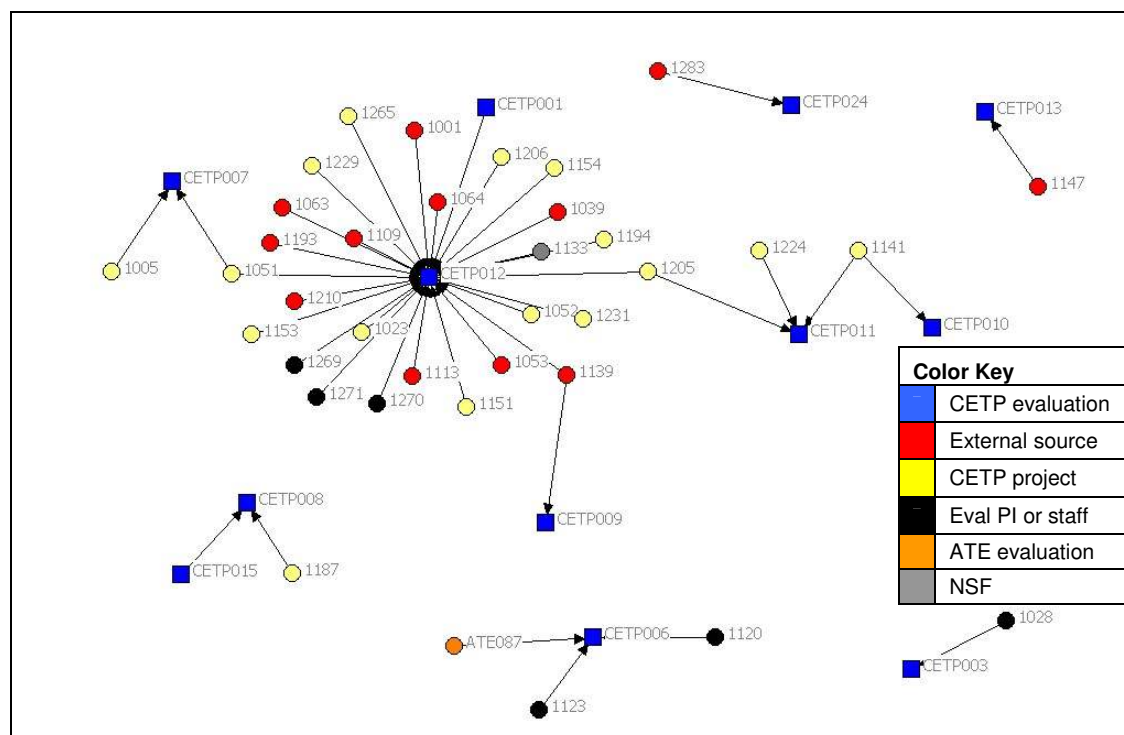 1283
CETP024
CETP013
CETP001
1265
1001
1206
1154
1229
CETP007
1147
1063
1064
1039
1193
1109
1133
1194
1224
1141
1005
1051
CETP012
1205
1210
1052
1231
CETP011
CETP010
1153
1023
1269
1113
1053
1139
1271
1270
1151
Color Key
CETP evaluation
External source
CETP project
Eval PI or staff
ATE evaluation
NSF
CETP008
CETP009
CETP015
1187
1028
ATE087
CETP006
1120
CETP003
1123